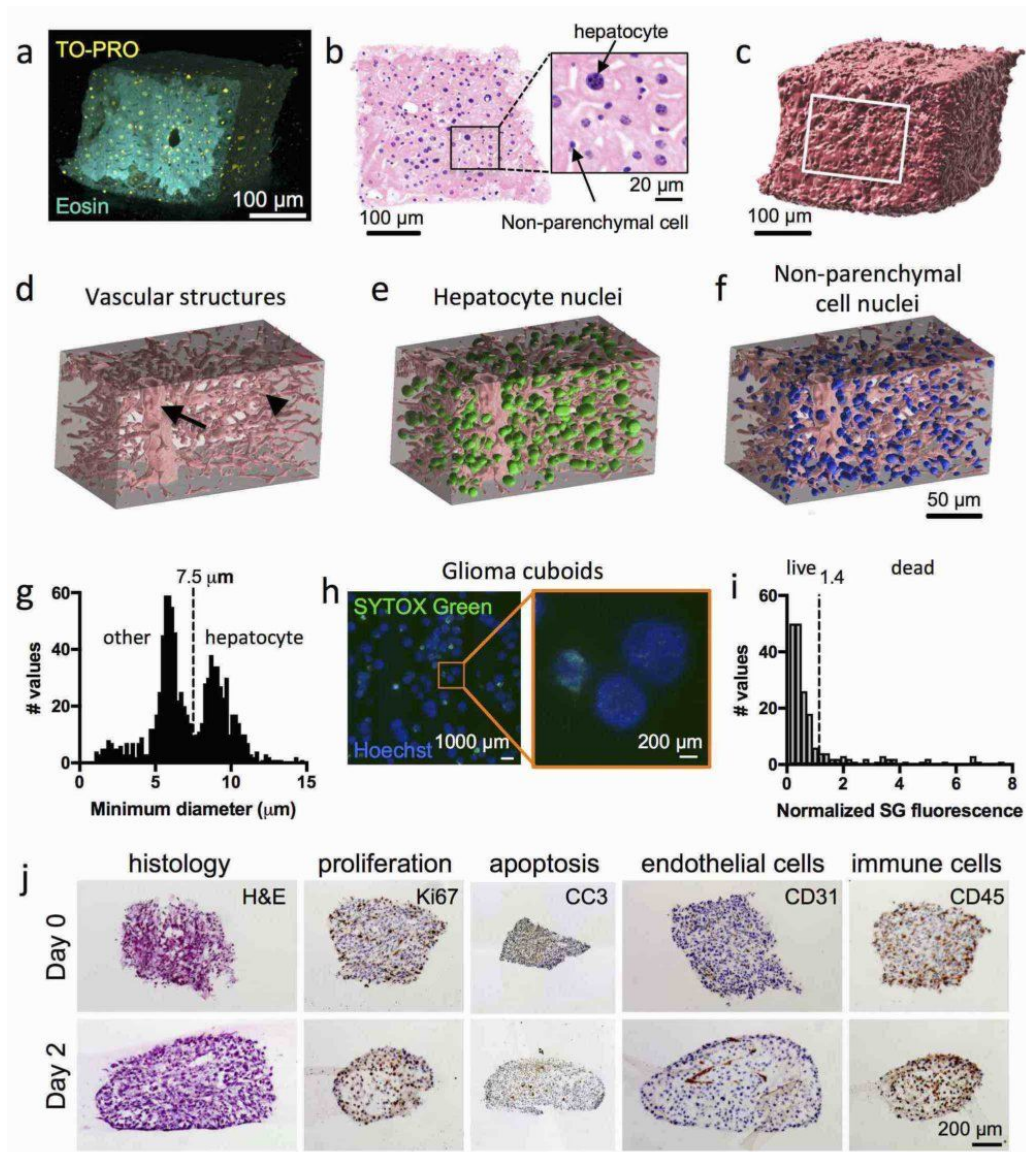 a
TO-PRO
Eosin
100 µm
b
hepatocyte
100 µm
20 µm
Non-parenchymal cell
c
100 µm
d
Vascular structures
e
Hepatocyte nuclei
f
Non-parenchymal
cell nuclei
50 µm
g
7.5 µm
other
hepatocyte
# values
60
40
20
0
0
5
10
15
Minimum diameter (µm)
Glioma cuboids
h
SYTOX Green
Hoechst
1000 µm
200 µm
i
live
1.4
dead
# values
60
40
20
0
0
2
4
6
8
Normalized SG fluorescence
j
histology
proliferation
apoptosis
endothelial cells
immune cells
Day 0
H&E
Ki67
CC3
CD31
CD45
Day 2
200 µm